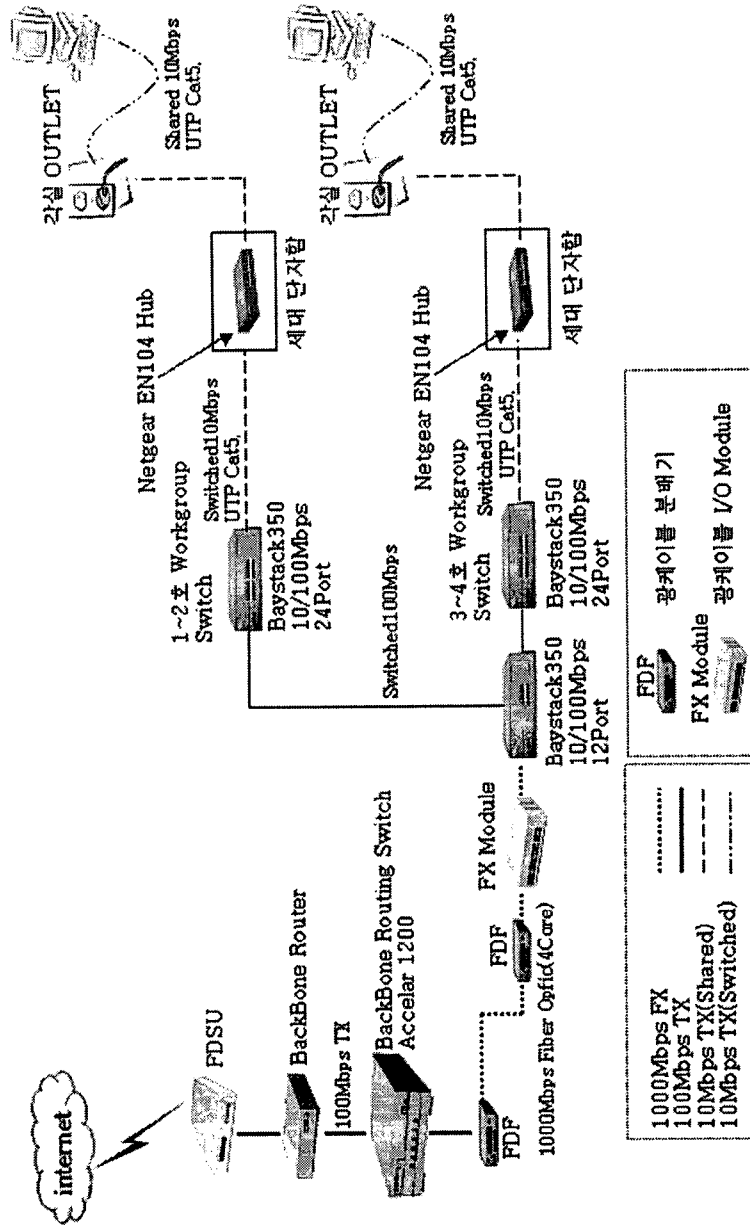 internet
FDSU
BackBone Router
100Mbps TX
BackBone Routing Switch
Accelar 1200
FDF
1000Mbps Fiber Optic(4Core)
FDF
FX Module
Baystack350
10/100Mbps
12Port
Switched100Mbps
1~2호 Workgroup
Switch
Baystack350
10/100Mbps
24Port
Switched10Mbps
UTP Cat5.
Netgear EN104 Hub
세대 단자함
각실 OUTLET
Shared 10Mbps
UTP Cat5.
3~4호 Workgroup
Switch
Baystack350
10/100Mbps
24Port
Switched10Mbps
UTP Cat5.
Netgear EN104 Hub
세대 단자함
각실 OUTLET
Shared 10Mbps
UTP Cat5.
1000Mbps FX
100Mbps TX
10Mbps TX(Shared)
10Mbps TX(Switched)
FDF 광케이블 분배기
FX Module 광케이블 I/O Module